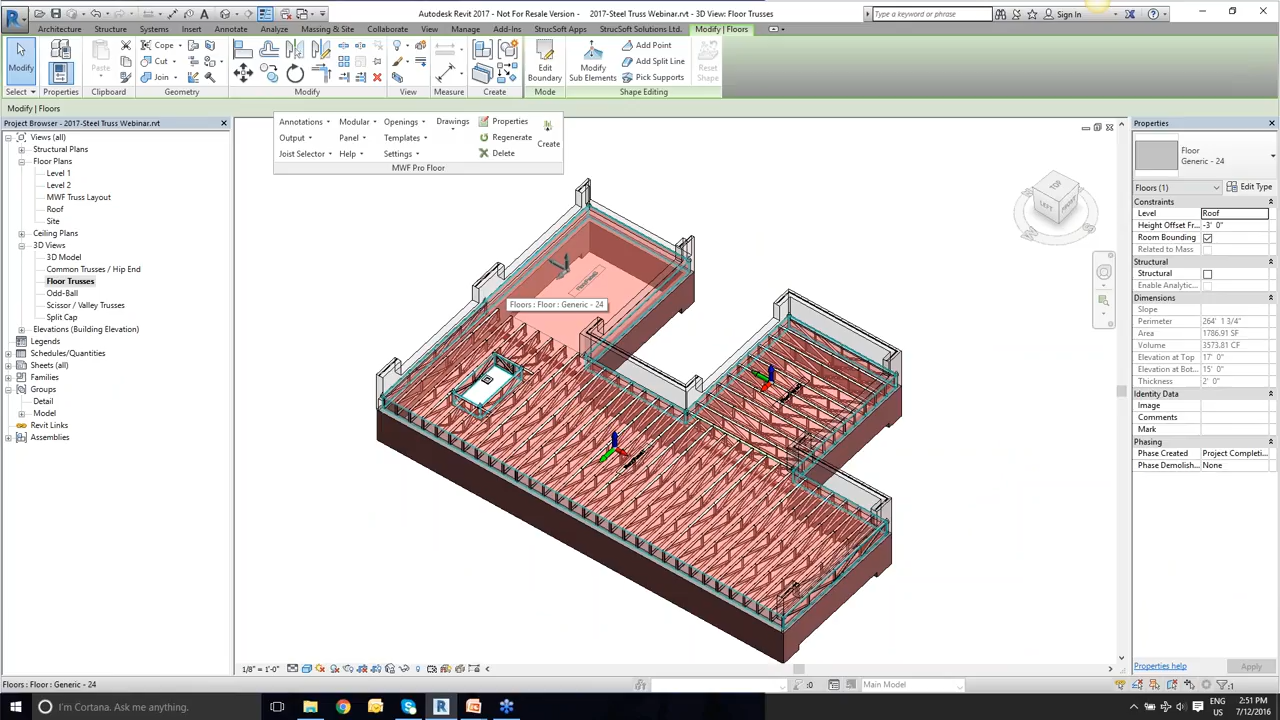 Autodesk Revit 2017 - Not For Resale Version - 2017-Steel Truss Webinar.rvt - 3D View: Floor Trusses
Type a keyword or phrase
Sign In
Architecture Structure Systems Insert Annotate Analyze Massing & Site Collaborate View Manage Add-Ins StrucSoft Apps StrucSoft Solutions Ltd. Modify | Floors
Modify
Paste
Cope
Cut
Join
Edit Boundary
Modify Sub Elements
Add Point
Add Split Line
Pick Supports
Reset Shape
Select Properties Clipboard Geometry Modify View Measure Create Mode Shape Editing
Modify | Floors
Project Browser - 2017-Steel Truss Webinar.rvt
Views (all)
Structural Plans
Floor Plans
Level 1
Level 2
MWF Truss Layout
Roof
Site
Ceiling Plans
3D Views
3D Model
Common Trusses / Hip End
Floor Trusses
Odd-Ball
Scissor / Valley Trusses
Split Cap
Elevations (Building Elevation)
Legends
Schedules/Quantities
Sheets (all)
Families
Groups
Detail
Model
Revit Links
Assemblies
Annotations Modular Openings Drawings Properties
Output Panel Templates Regenerate Create
Joist Selector Help Settings Delete
MWF Pro Floor
TOP
LEFT
FRONT
Floors : Floor : Generic - 24
Properties
Floor
Generic - 24
Floors (1) Edit Type
Constraints
Level Roof
Height Offset Fr... -3' 0"
Room Bounding
Related to Mass
Structural
Structural
Enable Analytic...
Dimensions
Slope
Perimeter 264' 1 3/4"
Area 1786.91 SF
Volume 3573.81 CF
Elevation at Top 17' 0"
Elevation at Bot... 15' 0"
Thickness 2' 0"
Identity Data
Image
Comments
Mark
Phasing
Phase Created Project Completi...
Phase Demolish... None
Properties help Apply
1/8" = 1'-0"
Floors : Floor : Generic - 24
:0
Main Model
:1
I'm Cortana. Ask me anything.
ENG
US
2:51 PM
7/12/2016